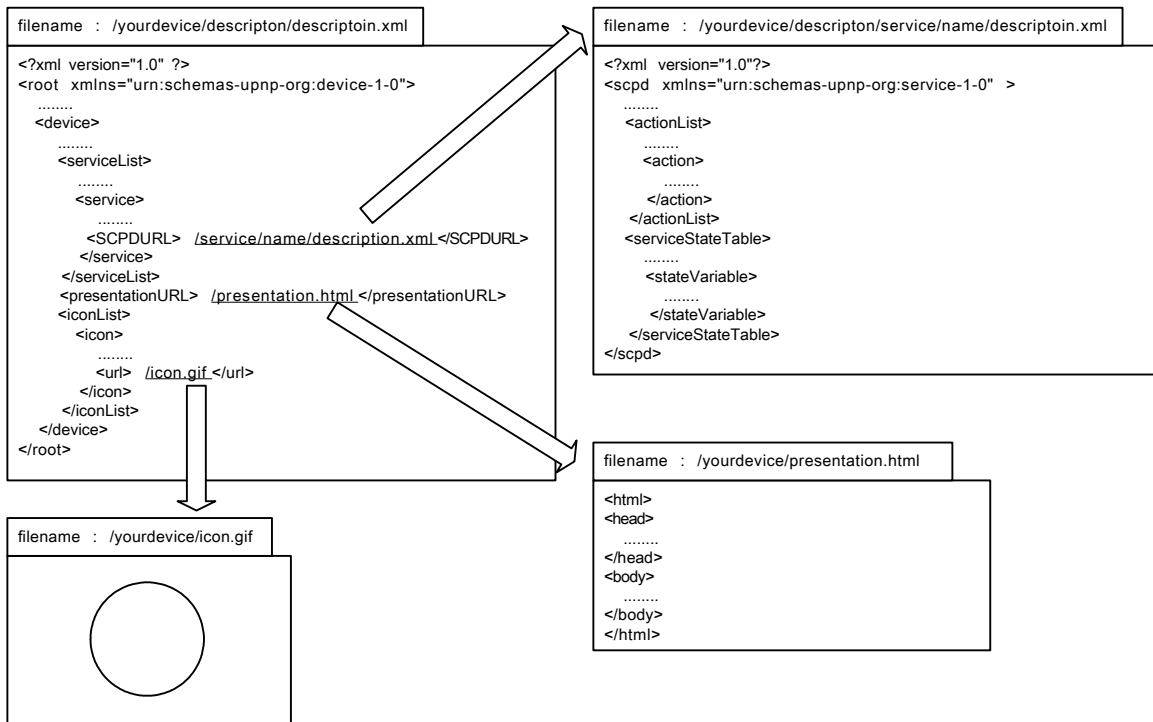 filename : /yourdevice/descripton/descriptoin.xml
<?xml version="1.0" ?>
<root xmlns="urn:schemas-upnp-org:device-1-0">
........
<device>
........
<serviceList>
........
<service>
........
<SCPDURL> /service/name/description.xml </SCPDURL>
</service>
</serviceList>
<presentationURL> /presentation.html </presentationURL>
<iconList>
<icon>
........
<url> /icon.gif </url>
</icon>
</iconList>
</device>
</root>
filename : /yourdevice/descripton/service/name/descriptoin.xml
<?xml version="1.0"?>
<scpd xmlns="urn:schemas-upnp-org:service-1-0" >
........
<actionList>
........
<action>
........
</action>
</actionList>
<serviceStateTable>
........
<stateVariable>
........
</stateVariable>
</serviceStateTable>
</scpd>
filename : /yourdevice/presentation.html
<html>
<head>
........
</head>
<body>
........
</body>
</html>
filename : /yourdevice/icon.gif